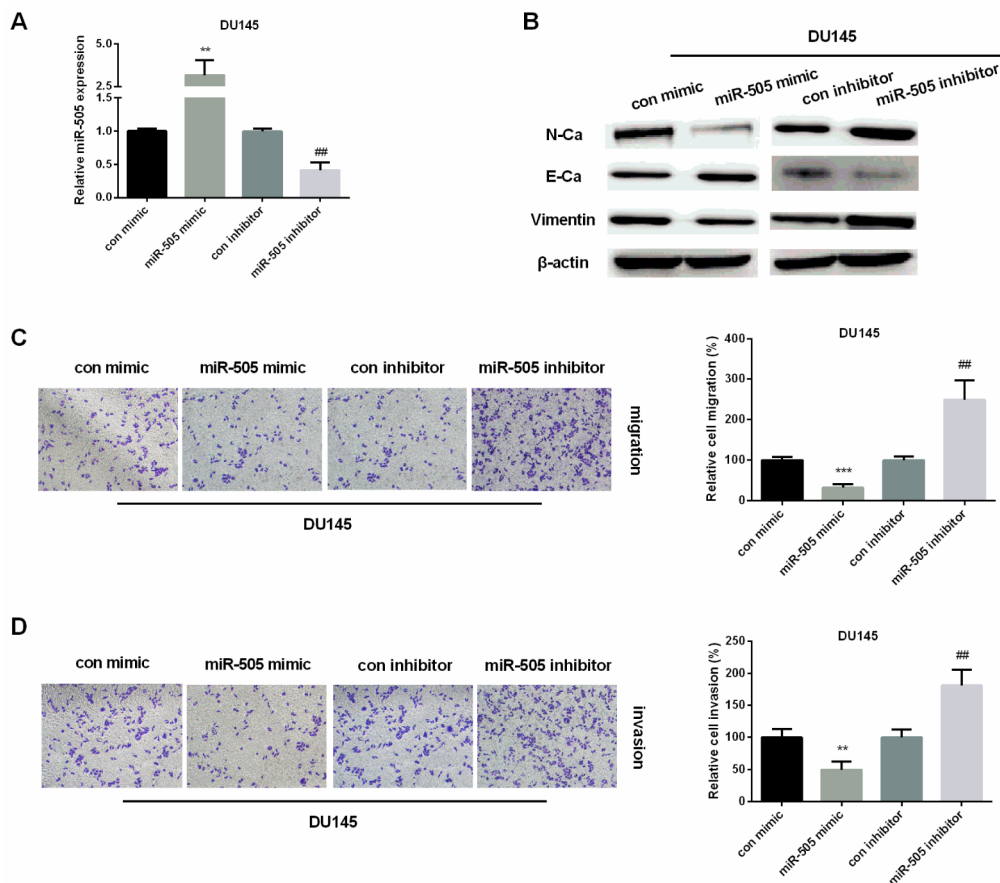 A
DU145
Relative miR-505 expression
5.0
2.5
1.0
0.5
0.0
**
##
con mimic
miR-505 mimic
con inhibitor
miR-505 inhibitor
B
DU145
con mimic
miR-505 mimic
con inhibitor
miR-505 inhibitor
N-Ca
E-Ca
Vimentin
β-actin
C
con mimic
miR-505 mimic
con inhibitor
miR-505 inhibitor
migration
DU145
DU145
Relative cell migration (%)
400
300
200
100
0
***
##
con mimic
miR-505 mimic
con inhibitor
miR-505 inhibitor
D
con mimic
miR-505 mimic
con inhibitor
miR-505 inhibitor
invasion
DU145
DU145
Relative cell invasion (%)
250
200
150
100
50
0
**
##
con mimic
miR-505 mimic
con inhibitor
miR-505 inhibitor